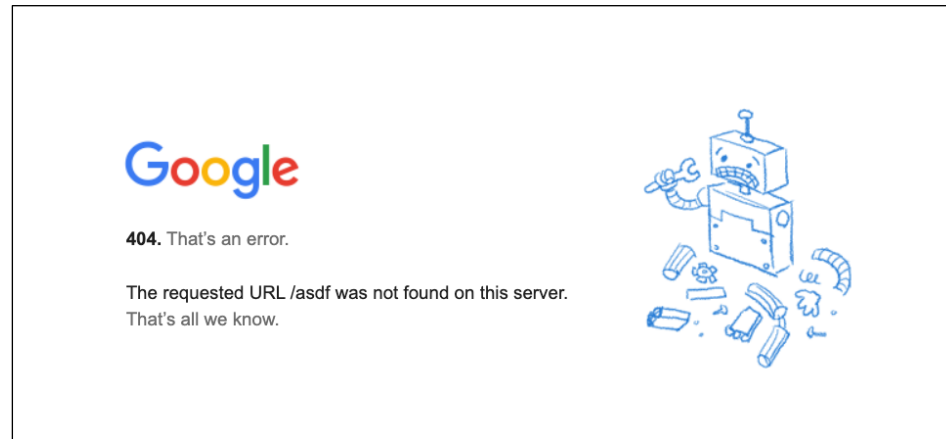 Google
404. That’s an error.
The requested URL /asdf was not found on this server.
That’s all we know.